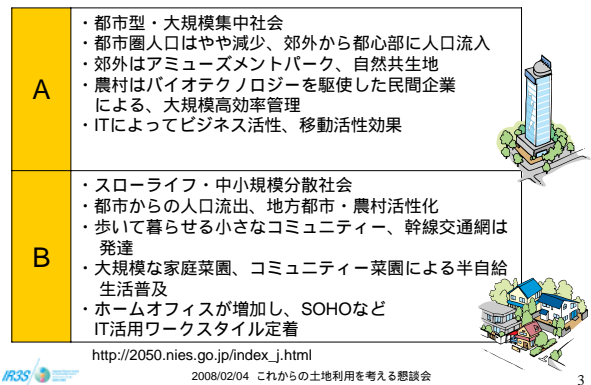 A
・都市型・大規模集中社会
・都市圏人口はやや減少、郊外から都心部に人口流入
・郊外はアミューズメントパーク、自然共生地
・農村はバイオテクノロジーを駆使した民間企業
による、大規模高効率管理
・ITによってビジネス活性、移動活性効果
B
・スローライフ・中小規模分散社会
・都市からの人口流出、地方都市・農村活性化
・歩いて暮らせる小さなコミュニティー、幹線交通網は
発達
・大規模な家庭菜園、コミュニティー菜園による半自給
生活普及
・ホームオフィスが増加し、SOHOなど
IT活用ワークスタイル定着
http://2050.nies.go.jp/index_j.html
IR3S
2008/02/04 これからの土地利用を考える懇談会
3